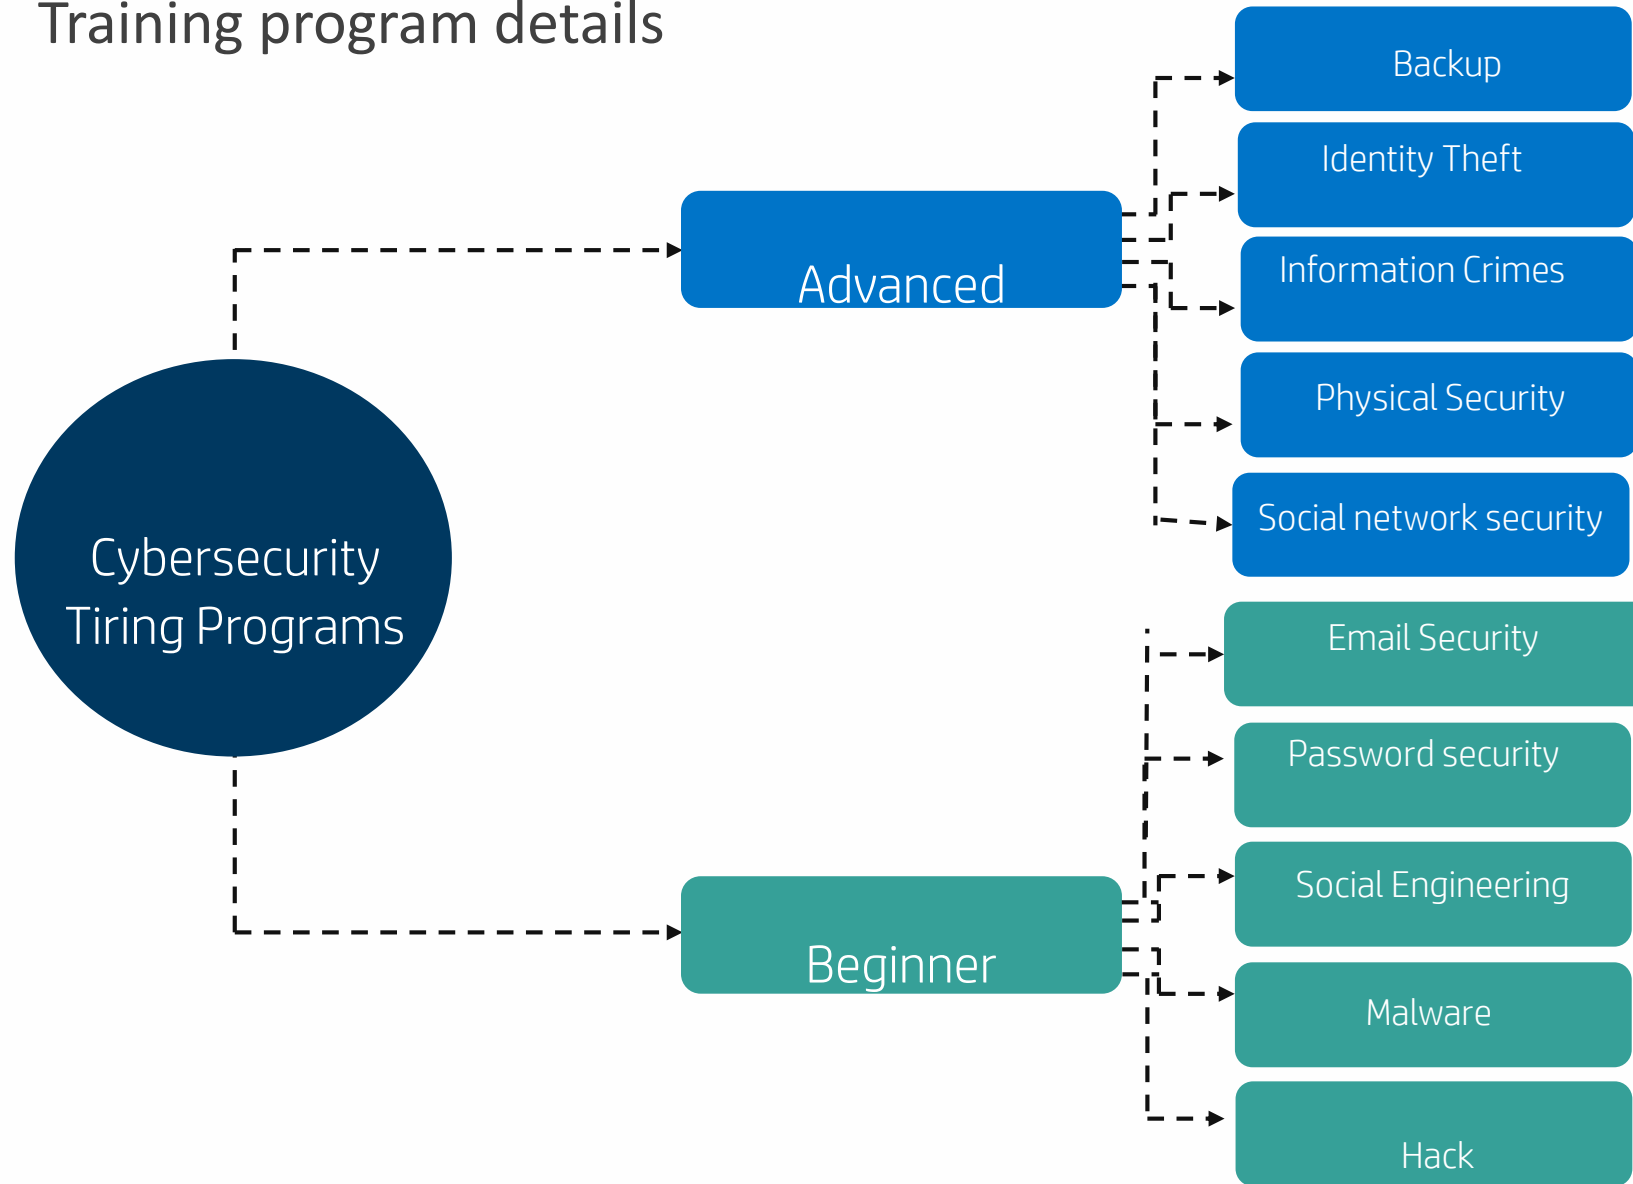 Training program details
Backup
Identity Theft
Information Crimes
Advanced
Physical Security
Social network security
Cybersecurity
Tiring Programs
Email Security
Password security
Social Engineering
Beginner
Malware
Hack